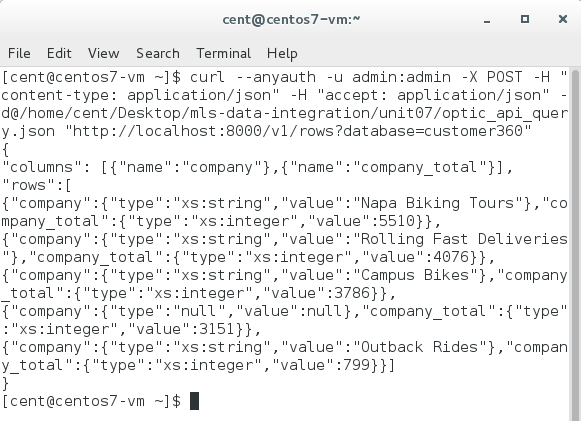 cent@centos7-vm:~
File Edit View Search Terminal Help
[cent@centos7-vm ~]$ curl --anyauth -u admin:admin -X POST -H "
content-type: application/json" -H "accept: application/json" -
d@/home/cent/Desktop/mls-data-integration/unit07/optic_api_quer
y.json "http://localhost:8000/v1/rows?database=customer360"
{
"columns": [{"name":"company"},{"name":"company_total"}],
"rows":[
{"company":{"type":"xs:string","value":"Napa Biking Tours"},"co
mpany_total":{"type":"xs:integer","value":5510}},
{"company":{"type":"xs:string","value":"Rolling Fast Deliveries
"},"company_total":{"type":"xs:integer","value":4076}},
{"company":{"type":"xs:string","value":"Campus Bikes"},"company
_total":{"type":"xs:integer","value":3786}},
{"company":{"type":"null","value":null},"company_total":{"type"
:"xs:integer","value":3151}},
{"company":{"type":"xs:string","value":"Outback Rides"},"compan
y_total":{"type":"xs:integer","value":799}}]
}
[cent@centos7-vm ~]$